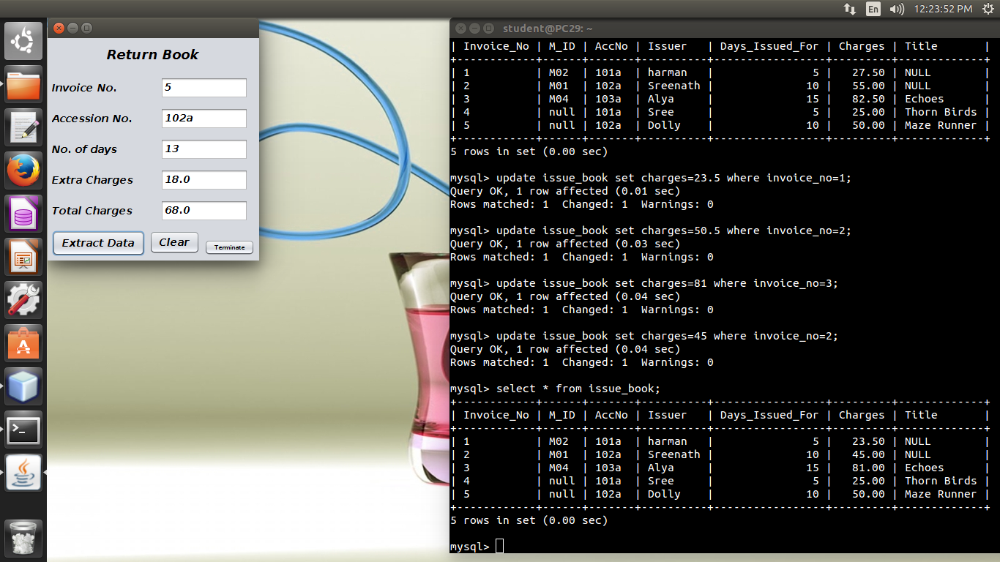 En 12:23:52 PM
Return Book
Invoice No. 5
Accession No. 102a
No. of days 13
Extra Charges 18.0
Total Charges 68.0
Extract Data Clear Terminate
student@PC29: ~
| Invoice_No | M_ID | AccNo | Issuer   | Days_Issued_For | Charges | Title       |
+------------+------+-------+----------+-----------------+---------+-------------+
| 1          | M02  | 101a  | harman   |               5 |   27.50 | NULL        |
| 2          | M01  | 102a  | Sreenath |              10 |   55.00 | NULL        |
| 3          | M04  | 103a  | Alya     |              15 |   82.50 | Echoes      |
| 4          | null | 101a  | Sree     |               5 |   25.00 | Thorn Birds |
| 5          | null | 102a  | Dolly    |              10 |   50.00 | Maze Runner |
+------------+------+-------+----------+-----------------+---------+-------------+
5 rows in set (0.00 sec)
mysql> update issue_book set charges=23.5 where invoice_no=1;
Query OK, 1 row affected (0.01 sec)
Rows matched: 1  Changed: 1  Warnings: 0
mysql> update issue_book set charges=50.5 where invoice_no=2;
Query OK, 1 row affected (0.03 sec)
Rows matched: 1  Changed: 1  Warnings: 0
mysql> update issue_book set charges=81 where invoice_no=3;
Query OK, 1 row affected (0.04 sec)
Rows matched: 1  Changed: 1  Warnings: 0
mysql> update issue_book set charges=45 where invoice_no=2;
Query OK, 1 row affected (0.04 sec)
Rows matched: 1  Changed: 1  Warnings: 0
mysql> select * from issue_book;
+------------+------+-------+----------+-----------------+---------+-------------+
| Invoice_No | M_ID | AccNo | Issuer   | Days_Issued_For | Charges | Title       |
+------------+------+-------+----------+-----------------+---------+-------------+
| 1          | M02  | 101a  | harman   |               5 |   23.50 | NULL        |
| 2          | M01  | 102a  | Sreenath |              10 |   45.00 | NULL        |
| 3          | M04  | 103a  | Alya     |              15 |   81.00 | Echoes      |
| 4          | null | 101a  | Sree     |               5 |   25.00 | Thorn Birds |
| 5          | null | 102a  | Dolly    |              10 |   50.00 | Maze Runner |
+------------+------+-------+----------+-----------------+---------+-------------+
5 rows in set (0.00 sec)
mysql>